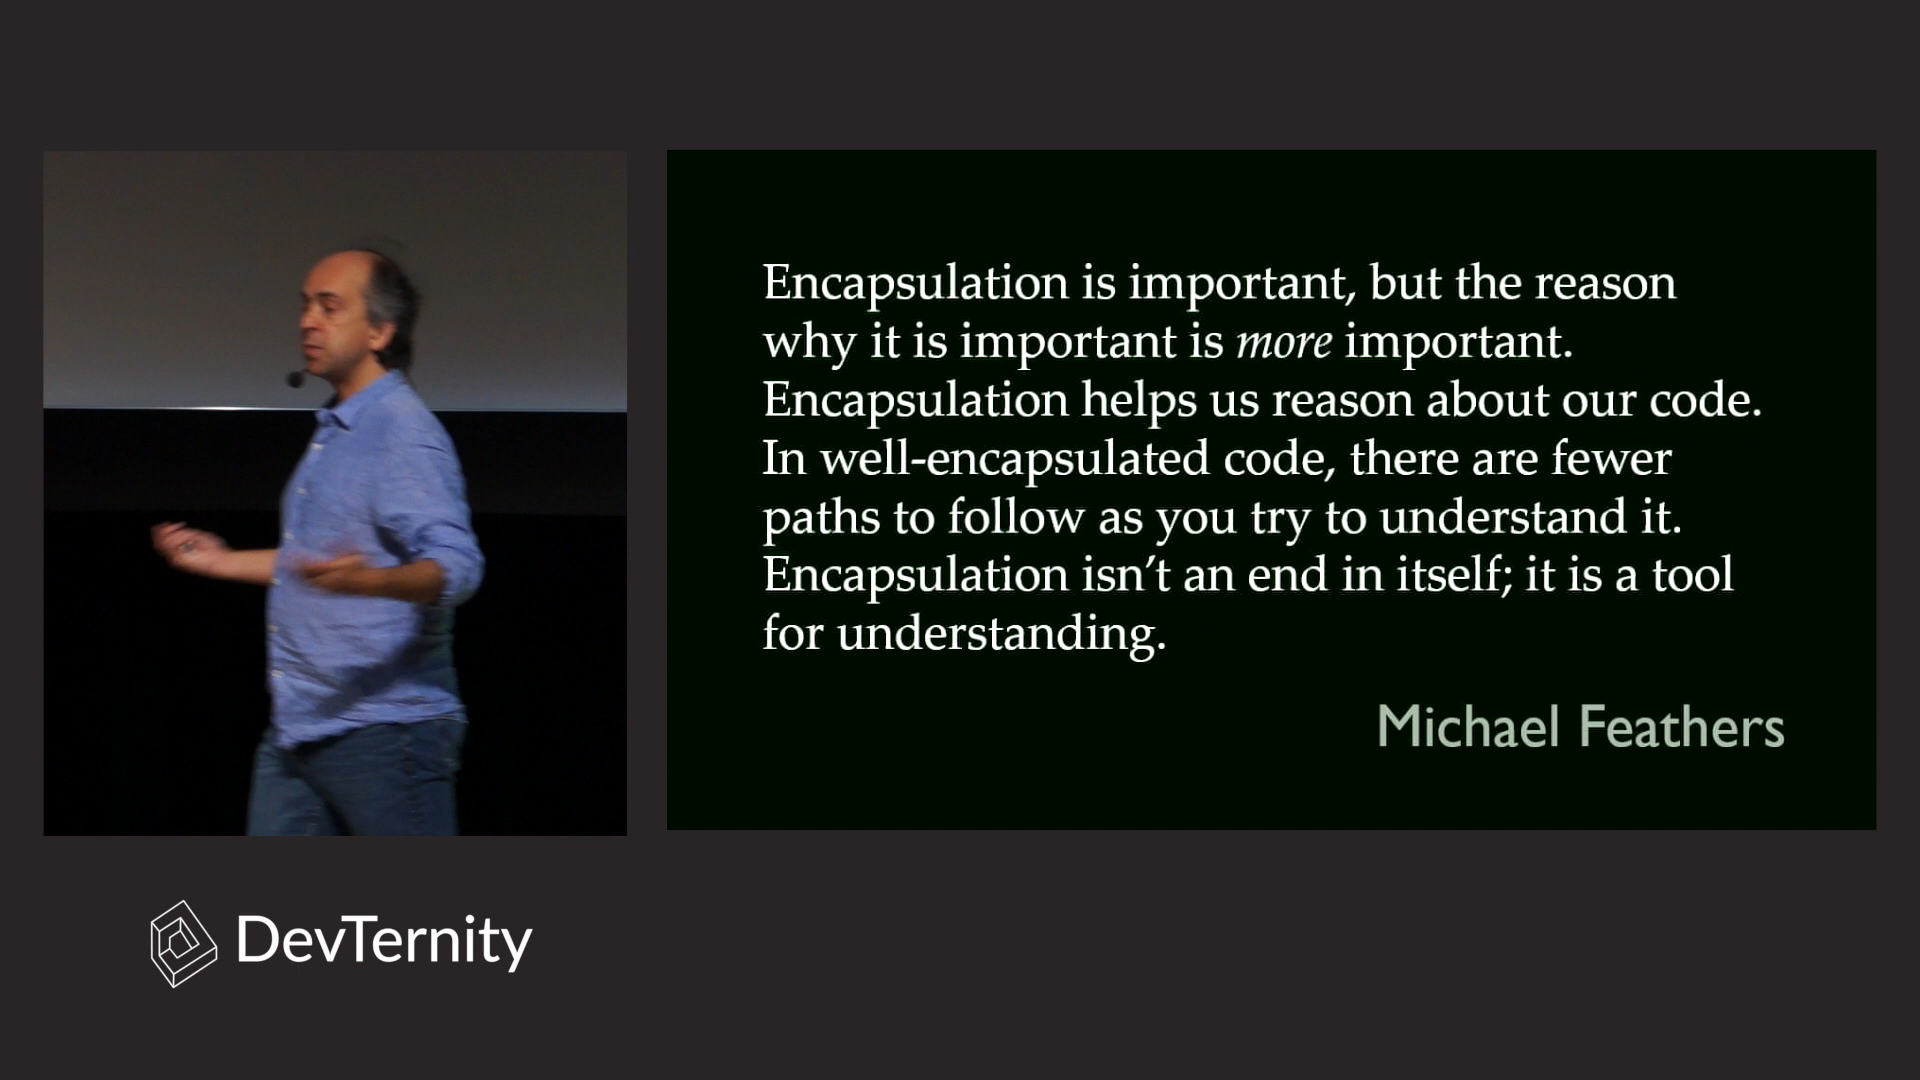 Encapsulation is important, but the reason
why it is important is more important.
Encapsulation helps us reason about our code.
In well-encapsulated code, there are fewer
paths to follow as you try to understand it.
Encapsulation isn’t an end in itself; it is a tool
for understanding.
Michael Feathers
DevTernity